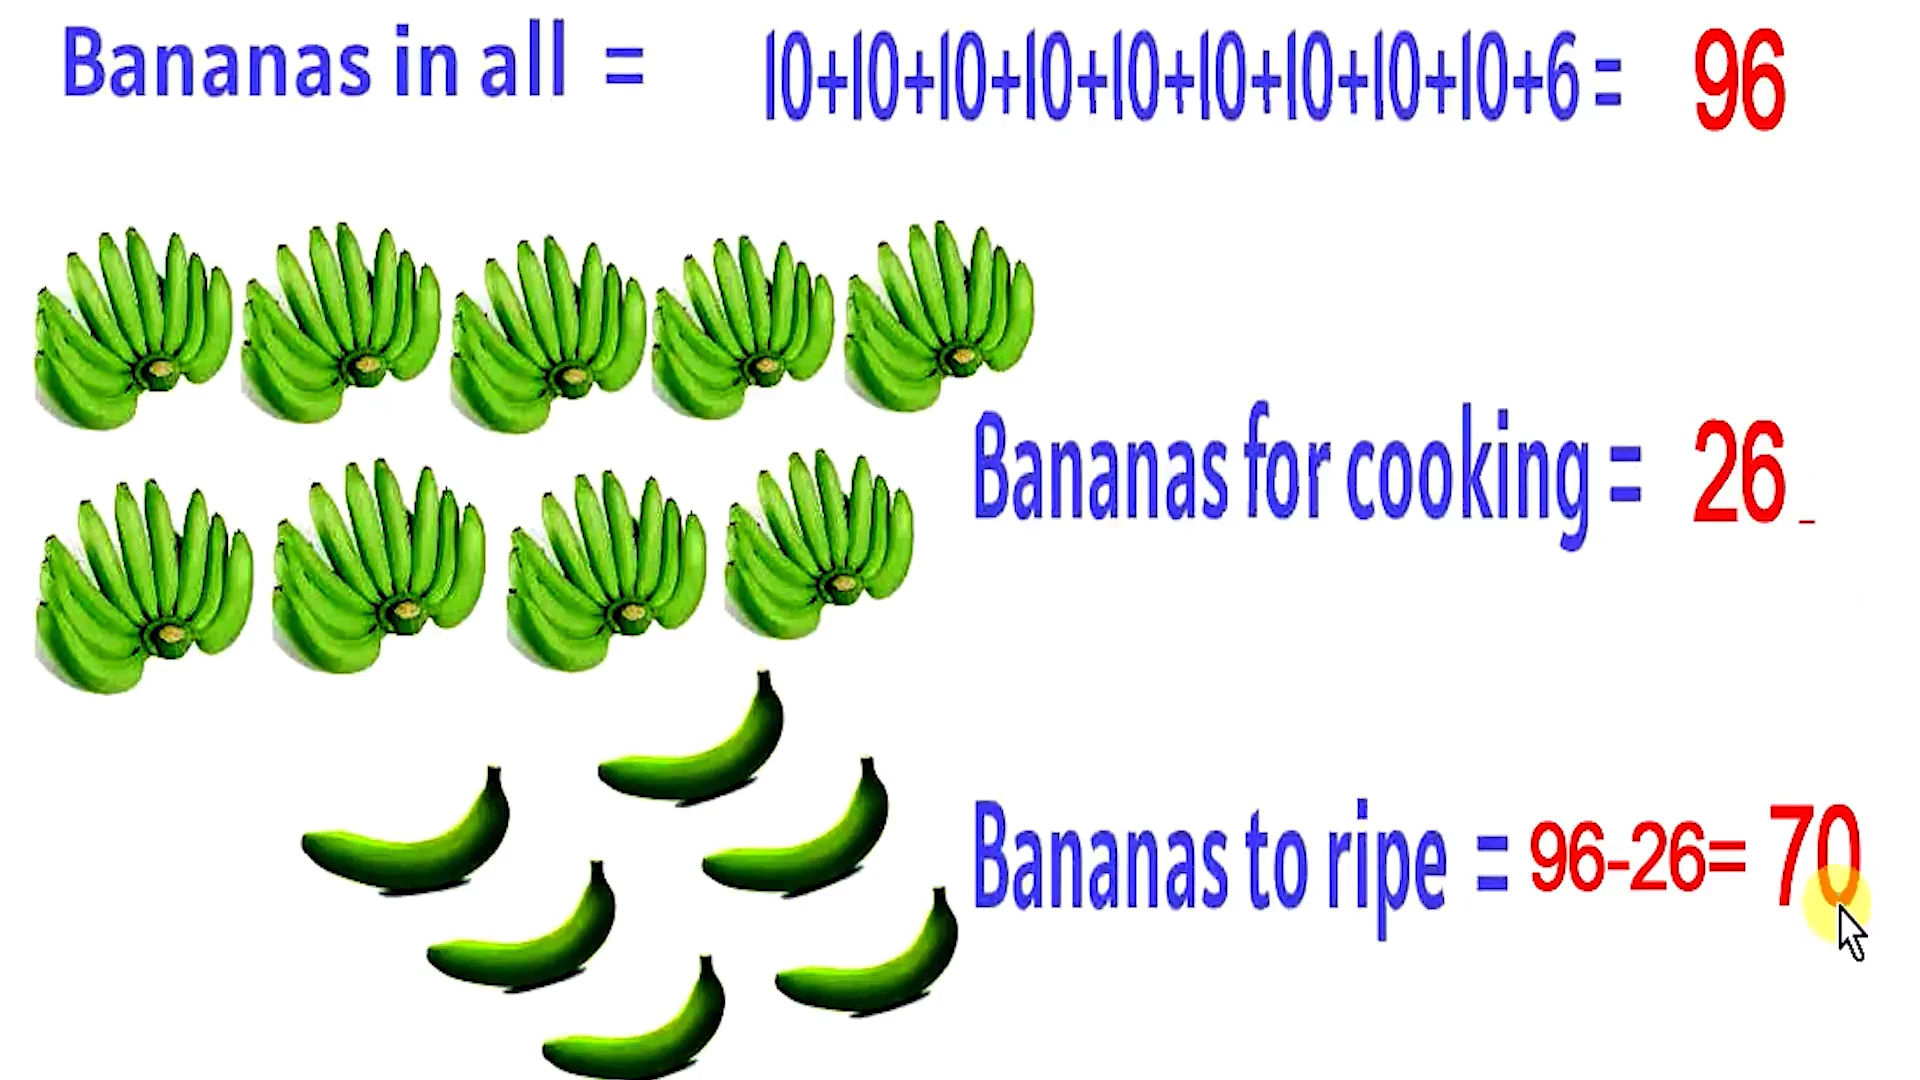 Bananas in all = 10+10+10+10+10+10+10+10+10+6 = 96
Bananas for cooking = 26
Bananas to ripe = 96-26= 70